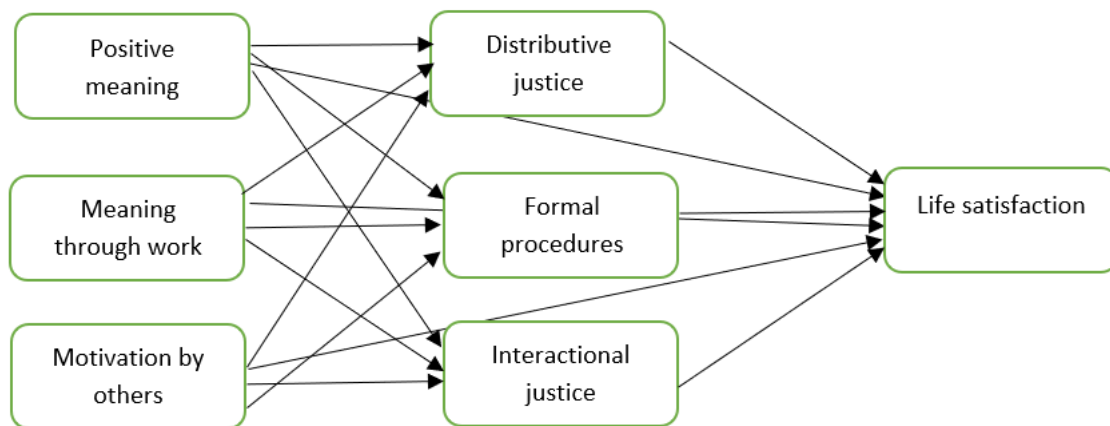 Positive
meaning
Distributive
justice
Meaning
through work
Formal
procedures
Life satisfaction
Motivation by
others
Interactional
justice